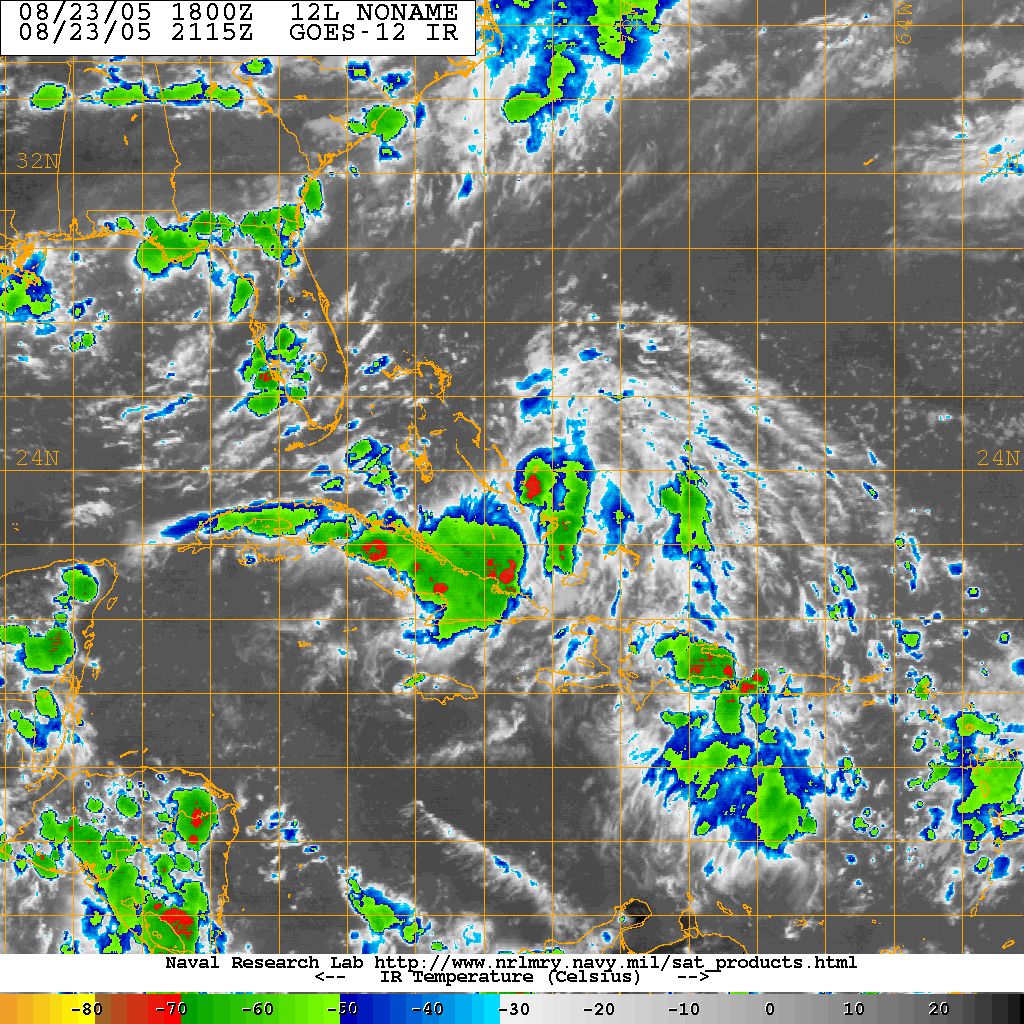 08/23/05 1800Z 12L NONAME
08/23/05 2115Z GOES-12 IR
64W
32N
24N 24N
Naval Research Lab http://www.nrlmry.navy.mil/sat_products.html
<-- IR Temperature (Celsius) -->
-80 -70 -60 -50 -40 -30 -20 -10 0 10 20